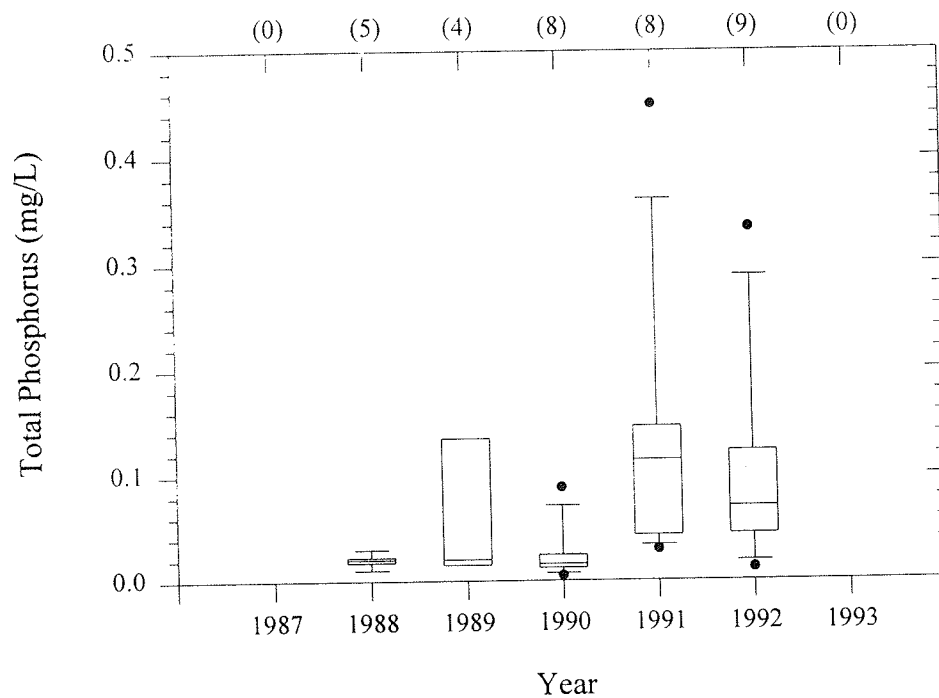 (0) (5) (4) (8) (8) (9) (0)
0.5
0.4
0.3
0.2
0.1
0.0
Total Phosphorus (mg/L)
1987 1988 1989 1990 1991 1992 1993
Year